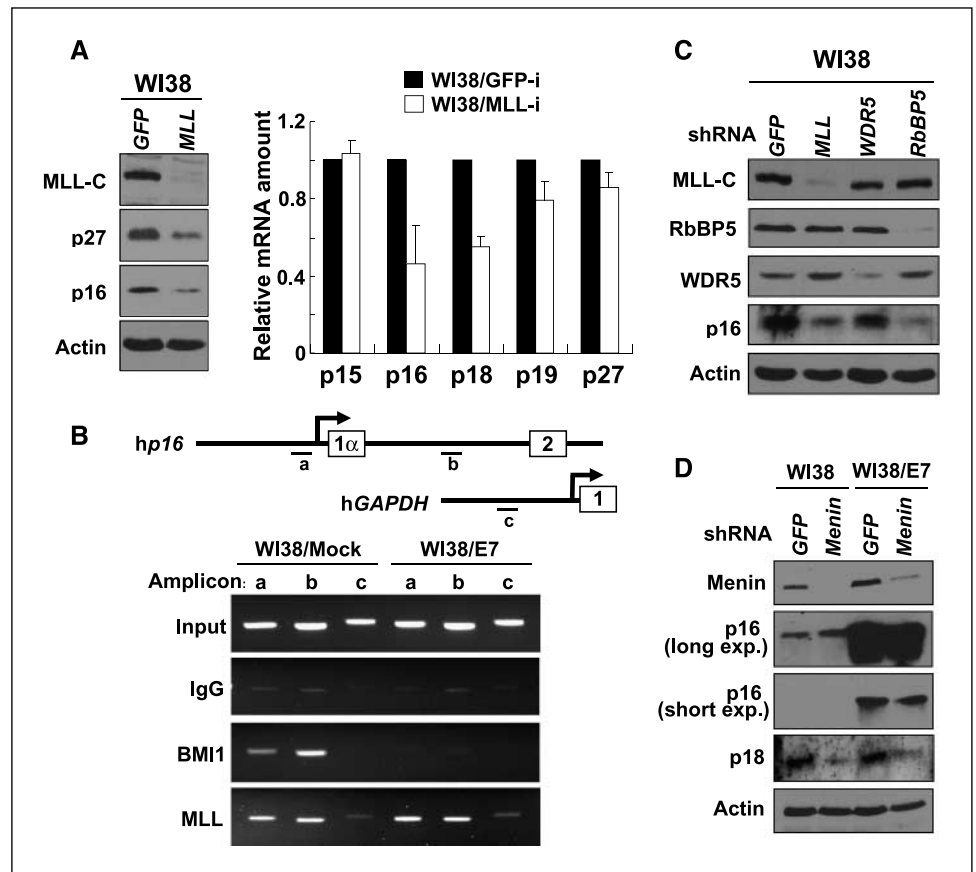 A
WI38
GFP MLL
MLL-C
p27
p16
Actin
WI38/GFP-i
WI38/MLL-i
Relative mRNA amount
1.2
0.8
0.4
0
p15 p16 p18 p19 p27
B
hp16
1α 2
a b
hGAPDH
1
c
WI38/Mock WI38/E7
Amplicon: a b c a b c
Input
IgG
BMI1
MLL
C
WI38
shRNA GFP MLL WDR5 RbBP5
MLL-C
RbBP5
WDR5
p16
Actin
D
WI38 WI38/E7
shRNA GFP Menin GFP Menin
Menin
p16
(long exp.)
p16
(short exp.)
p18
Actin